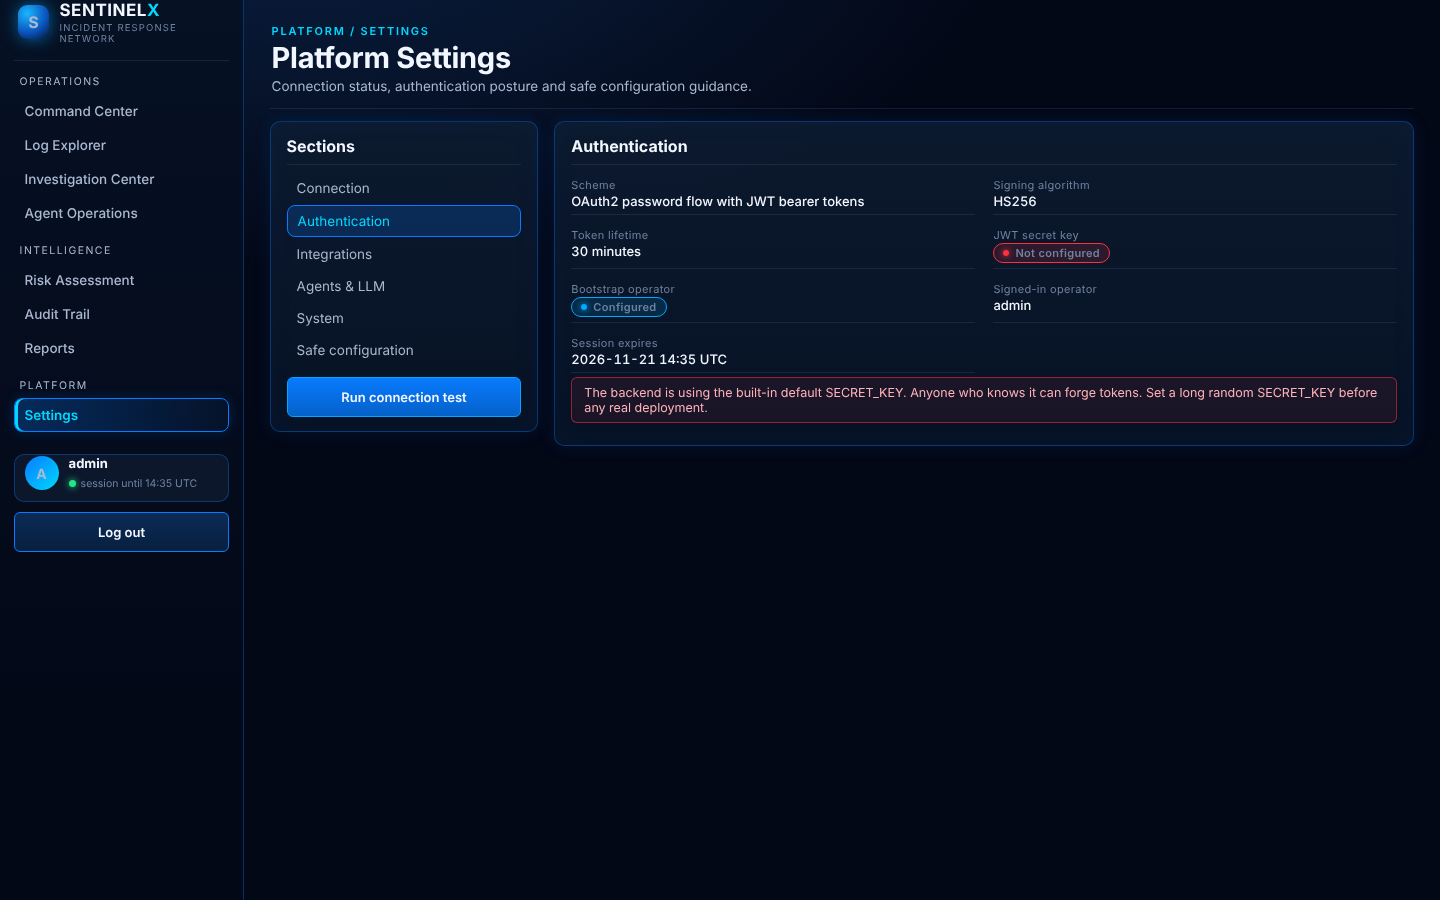 S
SENTINELX
INCIDENT RESPONSE
NETWORK
OPERATIONS
Command Center
Log Explorer
Investigation Center
Agent Operations
INTELLIGENCE
Risk Assessment
Audit Trail
Reports
PLATFORM
Settings
A
admin
session until 14:35 UTC
Log out
PLATFORM / SETTINGS
Platform Settings
Connection status, authentication posture and safe configuration guidance.
Sections
Connection
Authentication
Integrations
Agents & LLM
System
Safe configuration
Run connection test
Authentication
Scheme
OAuth2 password flow with JWT bearer tokens
Signing algorithm
HS256
Token lifetime
30 minutes
JWT secret key
Not configured
Bootstrap operator
Configured
Signed-in operator
admin
Session expires
2026-11-21 14:35 UTC
The backend is using the built-in default SECRET_KEY. Anyone who knows it can forge tokens. Set a long random SECRET_KEY before
any real deployment.